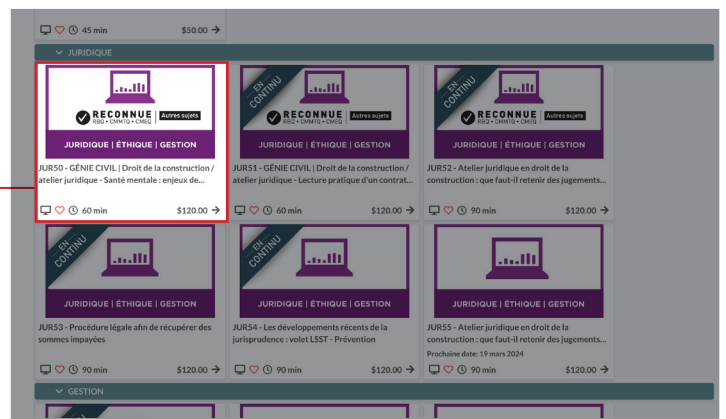 45 min $50.00
JURIDIQUE
RECONNUE Autres sujets
RBQ • CMMTQ • CMEQ
JURIDIQUE | ÉTHIQUE | GESTION
JUR50 - GÉNIE CIVIL | Droit de la construction /
atelier juridique - Santé mentale : enjeux de...
60 min $120.00
EN
CONTINU
RECONNUE Autres sujets
RBQ • CMMTQ • CMEQ
JURIDIQUE | ÉTHIQUE | GESTION
JUR51 - GÉNIE CIVIL | Droit de la construction /
atelier juridique - Lecture pratique d'un contrat...
60 min $120.00
EN
CONTINU
RECONNUE Autres sujets
RBQ • CMMTQ • CMEQ
JURIDIQUE | ÉTHIQUE | GESTION
JUR52 - Atelier juridique en droit de la
construction : que faut-il retenir des jugements...
90 min $120.00
EN
CONTINU
JURIDIQUE | ÉTHIQUE | GESTION
JUR53 - Procédure légale afin de récupérer des
sommes impayées
90 min $120.00
EN
CONTINU
JURIDIQUE | ÉTHIQUE | GESTION
JUR54 - Les développements récents de la
jurisprudence : volet LSST - Prévention
90 min $120.00
JURIDIQUE | ÉTHIQUE | GESTION
JUR55 - Atelier juridique en droit de la
construction : que faut-il retenir des jugements...
Prochaine date: 19 mars 2024
90 min $120.00
GESTION
EN